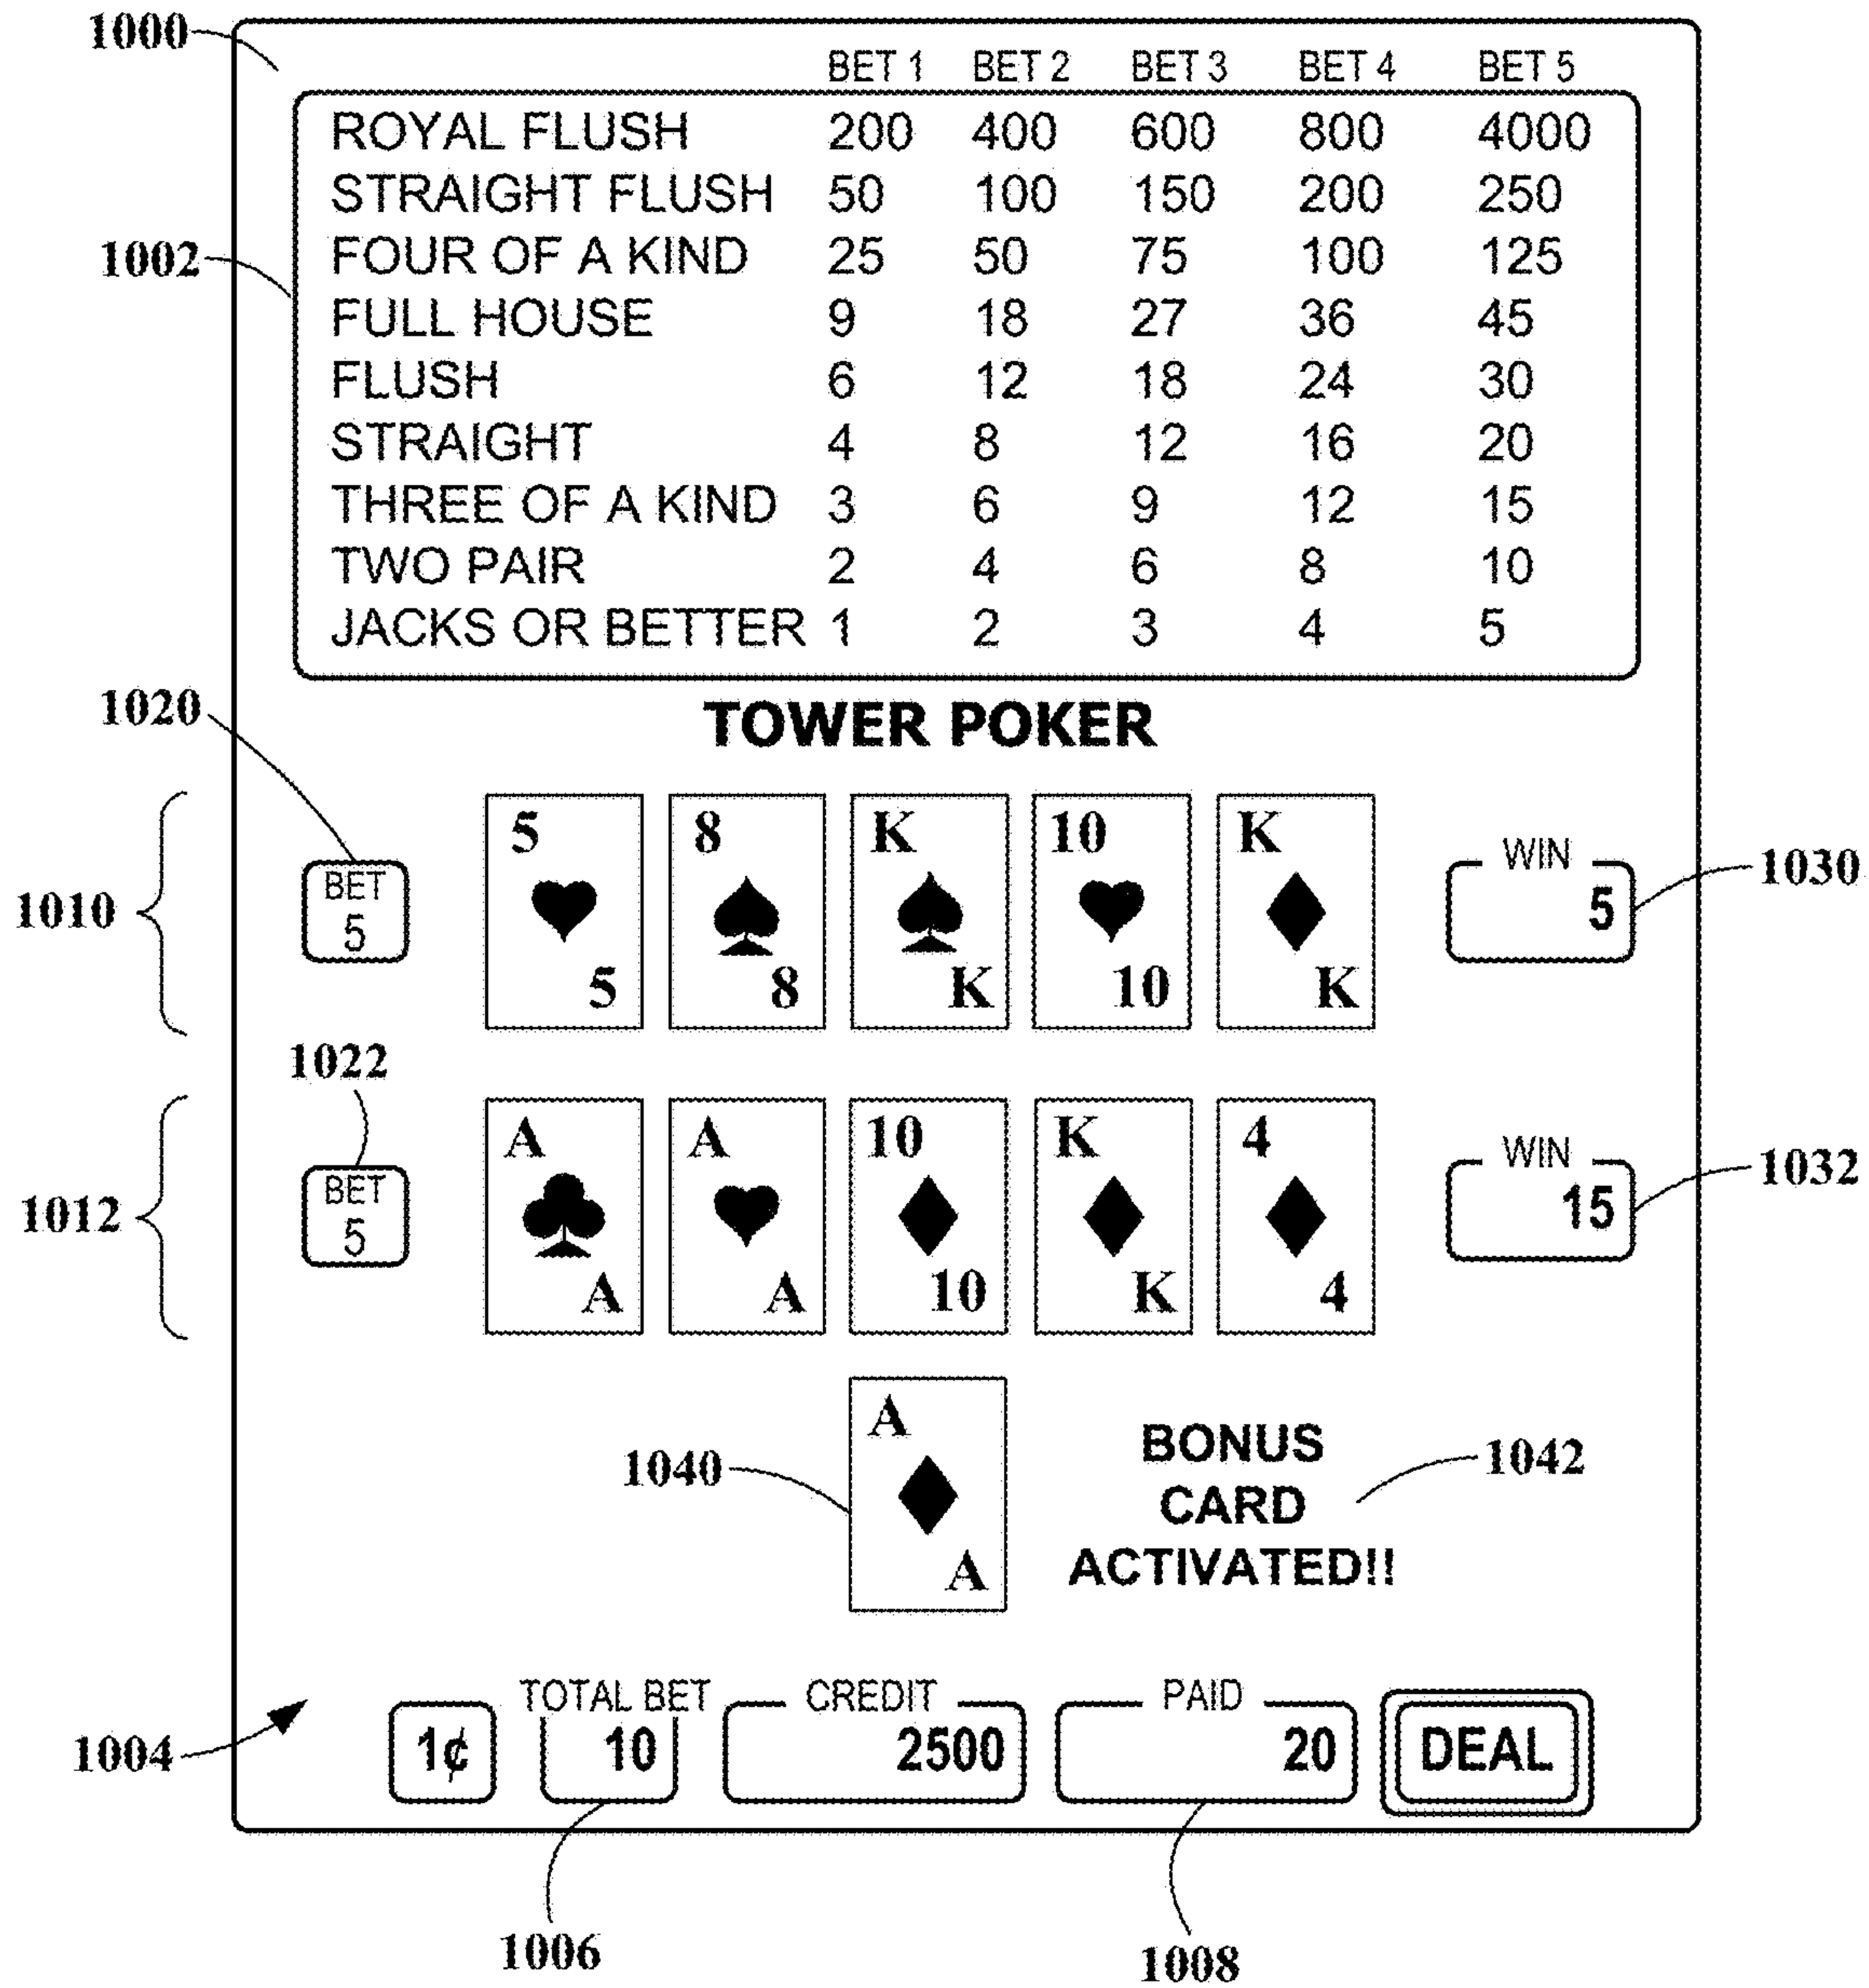 1000
BET 1 BET 2 BET 3 BET 4 BET 5
ROYAL FLUSH 200 400 600 800 4000
STRAIGHT FLUSH 50 100 150 200 250
1002
FOUR OF A KIND 25 50 75 100 125
FULL HOUSE 9 18 27 36 45
FLUSH 6 12 18 24 30
STRAIGHT 4 8 12 16 20
THREE OF A KIND 3 6 9 12 15
TWO PAIR 2 4 6 8 10
JACKS OR BETTER 1 2 3 4 5
1020
TOWER POKER
5 8 K 10 K
1010
BET
5
WIN
5
1030
5 8 K 10 K
1022
A A 10 K 4
1012
BET
5
WIN
15
1032
A A 10 K 4
A
1040
BONUS
CARD
ACTIVATED!!
1042
A
1004
TOTAL BET CREDIT PAID
1¢ 10 2500 20 DEAL
1006
1008